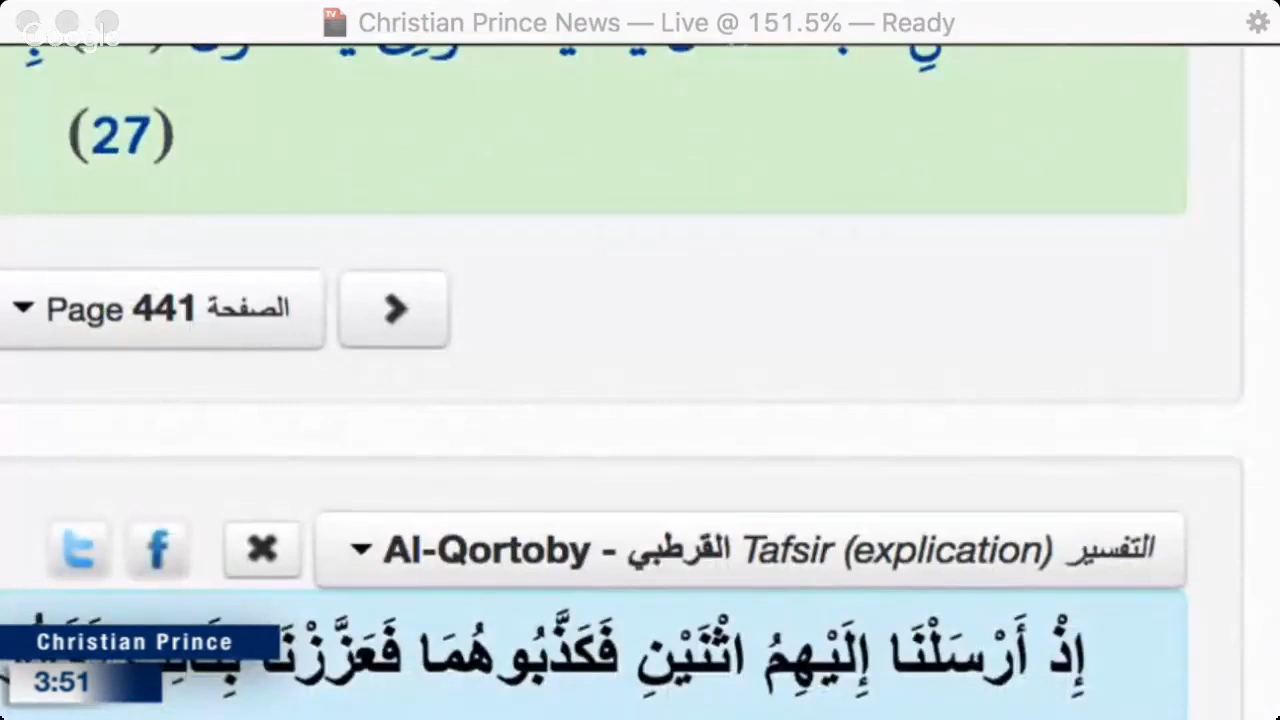 Christian Prince News — Live @ 151.5% — Ready
Google
(27)
Page 441 الصفحة
التفسير Tafsir (explication) القرطبي - Al-Qortoby
إِذْ أَرْسَلْنَا إِلَيْهِمُ اثْنَيْنِ فَكَذَّبُوهُمَا فَعَزَّزْنَا
Christian Prince
3:51